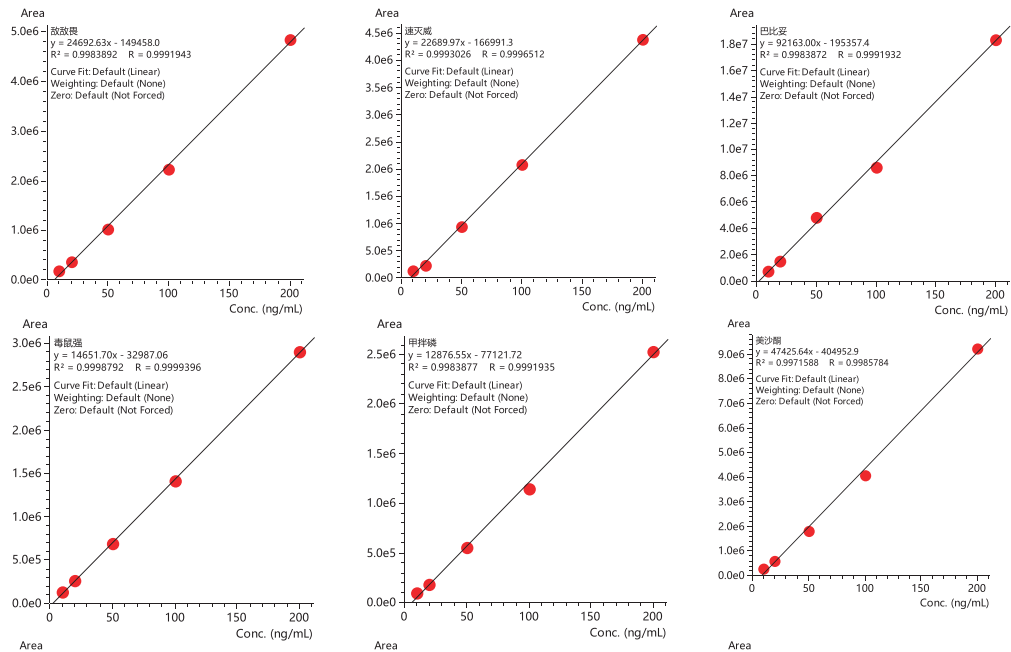 Area
敌敌畏
y = 24692.63x - 149458.0
R² = 0.9983892 R = 0.9991943
Curve Fit: Default (Linear)
Weighting: Default (None)
Zero: Default (Not Forced)
5.0e6
4.0e6
3.0e6
2.0e6
1.0e6
0.0e0
0
50
100
150
200
Conc. (ng/mL)
Area
速灭威
y = 22689.97x - 166991.3
R² = 0.9993026 R = 0.9996512
Curve Fit: Default (Linear)
Weighting: Default (None)
Zero: Default (Not Forced)
4.5e6
4.0e6
3.5e6
3.0e6
2.5e6
2.0e6
1.5e6
1.0e6
5.0e5
0.0e0
0
50
100
150
200
Conc. (ng/mL)
Area
巴比妥
y = 92163.00x - 195357.4
R² = 0.9983872 R = 0.9991932
Curve Fit: Default (Linear)
Weighting: Default (None)
Zero: Default (Not Forced)
1.8e7
1.6e7
1.4e7
1.2e7
1.0e7
8.0e6
6.0e6
4.0e6
2.0e6
0.0e0
0
50
100
150
200
Conc. (ng/mL)
Area
毒鼠强
y = 14651.70x - 32987.06
R² = 0.9998792 R = 0.9999396
Curve Fit: Default (Linear)
Weighting: Default (None)
Zero: Default (Not Forced)
3.0e6
2.5e6
2.0e6
1.5e6
1.0e6
5.0e5
0.0e0
0
50
100
150
200
Conc. (ng/mL)
Area
甲拌磷
y = 12876.55x - 77121.72
R² = 0.9983877 R = 0.9991935
Curve Fit: Default (Linear)
Weighting: Default (None)
Zero: Default (Not Forced)
2.5e6
2.0e6
1.5e6
1.0e6
5.0e5
0.0e0
0
50
100
150
200
Conc. (ng/mL)
Area
美沙酮
y = 47425.64x - 404952.9
R² = 0.9971588 R = 0.9985784
Curve Fit: Default (Linear)
Weighting: Default (None)
Zero: Default (Not Forced)
9.0e6
8.0e6
7.0e6
6.0e6
5.0e6
4.0e6
3.0e6
2.0e6
1.0e6
0.0e0
0
50
100
150
200
Conc. (ng/mL)
Area
Area
Area